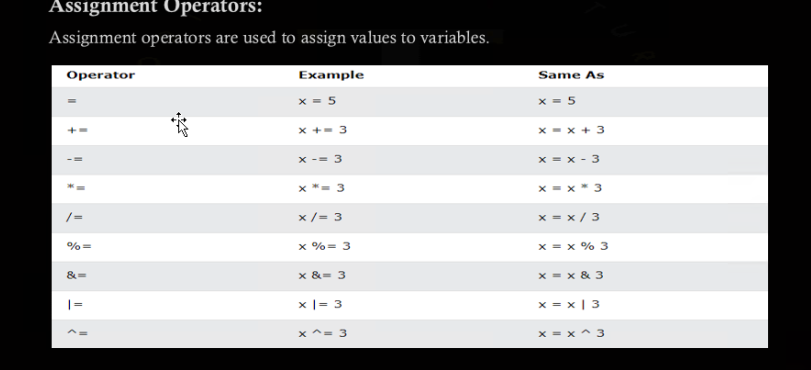 Assignment Operators:
Assignment operators are used to assign values to variables.
Operator Example Same As
= x = 5 x = 5
+= x += 3 x = x + 3
-= x -= 3 x = x - 3
*= x *= 3 x = x * 3
/= x /= 3 x = x / 3
%= x %= 3 x = x % 3
&= x &= 3 x = x & 3
|= x |= 3 x = x | 3
^= x ^= 3 x = x ^ 3